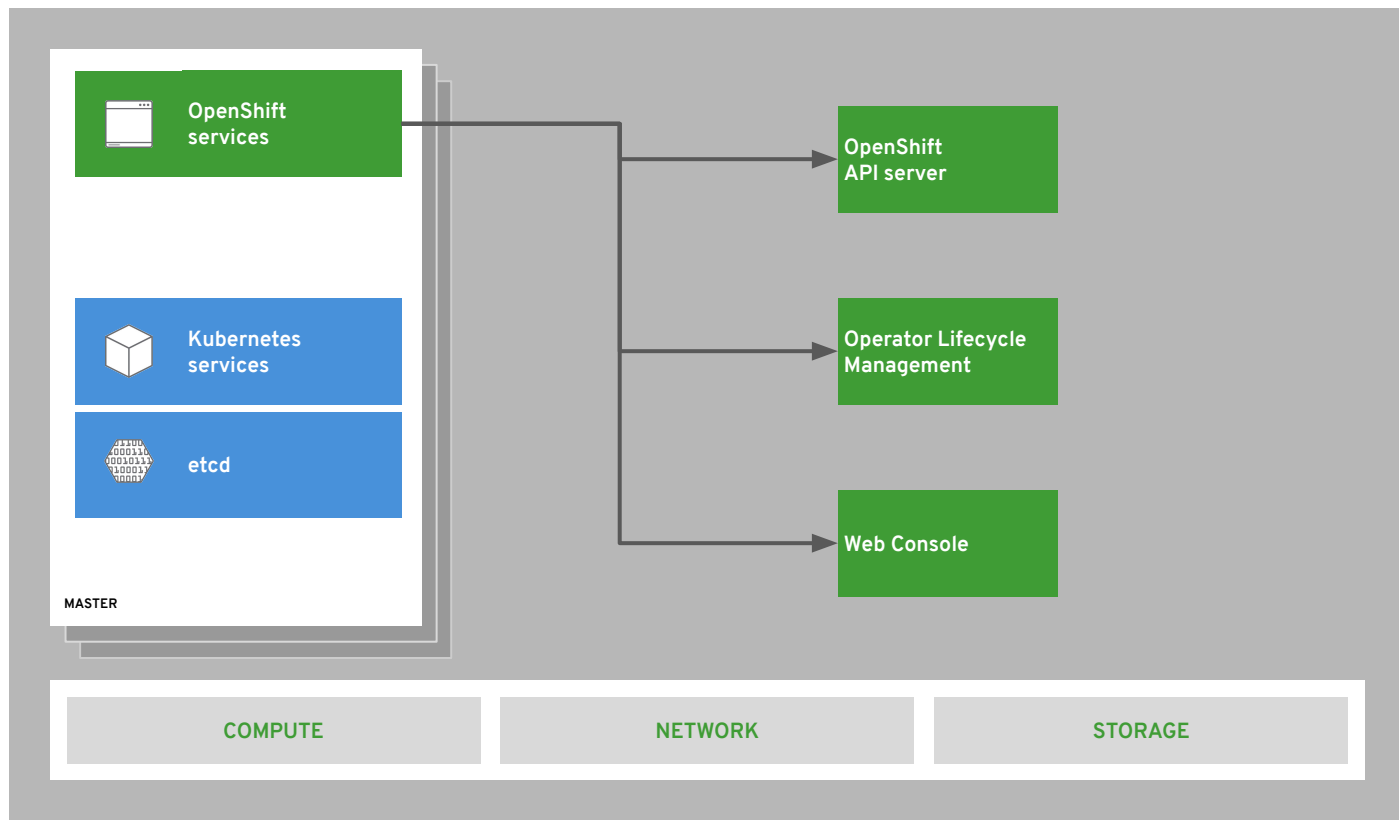 OpenShift
services
Kubernetes
services
etcd
MASTER
OpenShift
API server
Operator Lifecycle
Management
Web Console
COMPUTE
NETWORK
STORAGE